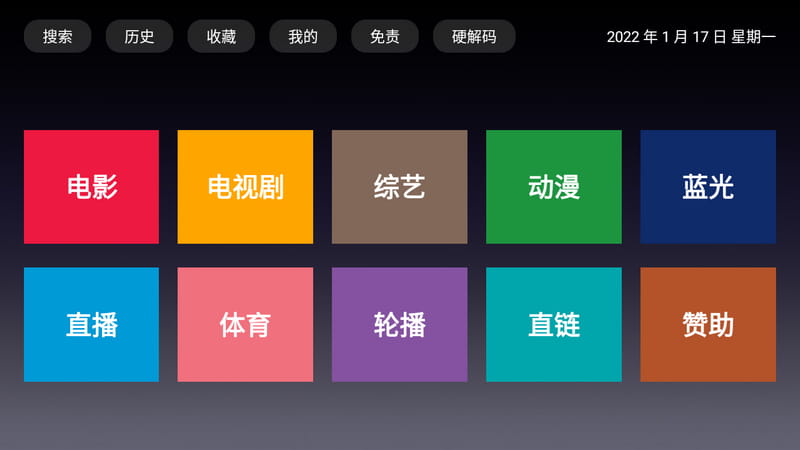 搜索 历史 收藏 我的 免责 硬解码 2022 年 1 月 17 日 星期一
电影 电视剧 综艺 动漫 蓝光
直播 体育 轮播 直链 赞助